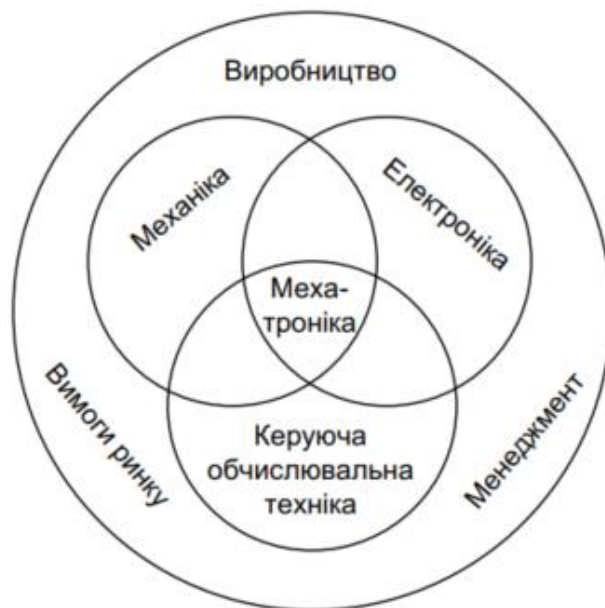 Виробництво
Механіка
Електроніка
Меха-
троніка
Вимоги ринку
Керуюча
обчислювальна
техніка
Менеджмент